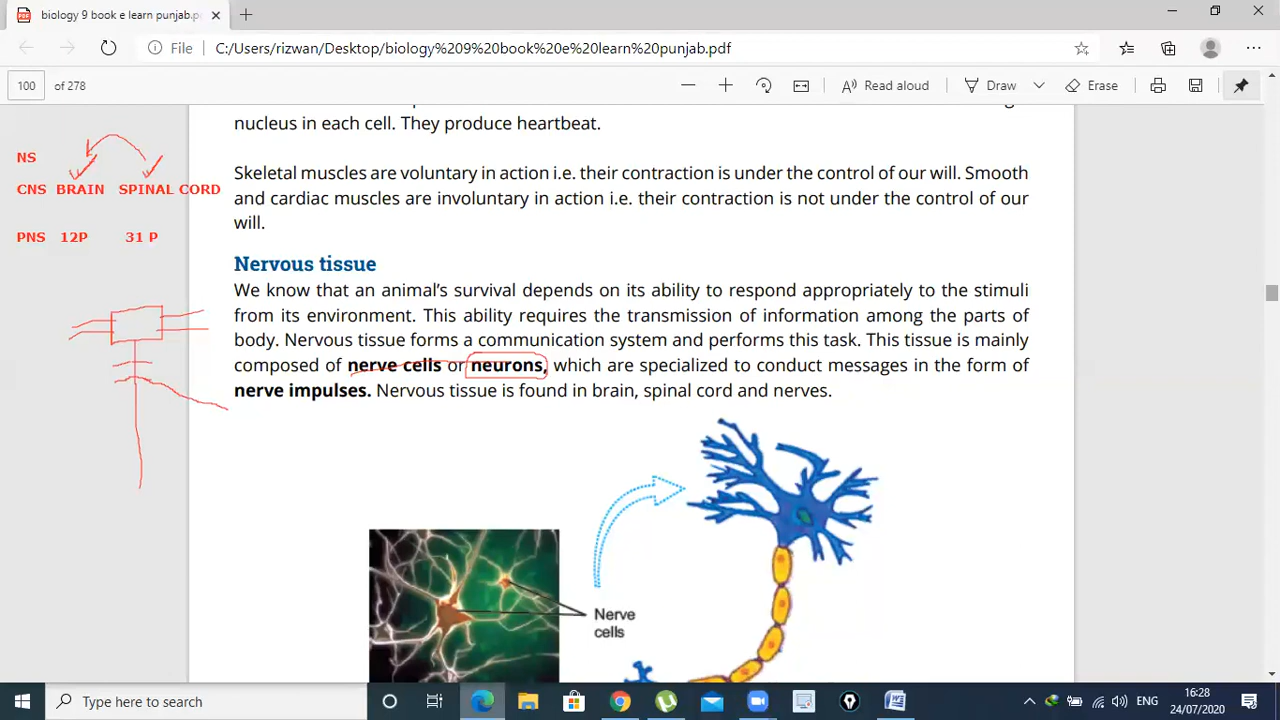 biology 9 book e learn punjab.p
File
C:/Users/rizwan/Desktop/biology%209%20book%20e%20learn%20punjab.pdf
100 of 278
Read aloud
Draw
Erase
nucleus in each cell. They produce heartbeat.
NS
CNS BRAIN SPINAL CORD
PNS 12P 31 P
Skeletal muscles are voluntary in action i.e. their contraction is under the control of our will. Smooth
and cardiac muscles are involuntary in action i.e. their contraction is not under the control of our
will.
Nervous tissue
We know that an animal's survival depends on its ability to respond appropriately to the stimuli
from its environment. This ability requires the transmission of information among the parts of
body. Nervous tissue forms a communication system and performs this task. This tissue is mainly
composed of nerve cells or neurons, which are specialized to conduct messages in the form of
nerve impulses. Nervous tissue is found in brain, spinal cord and nerves.
Nerve
cells
Type here to search
ENG
16:28
24/07/2020